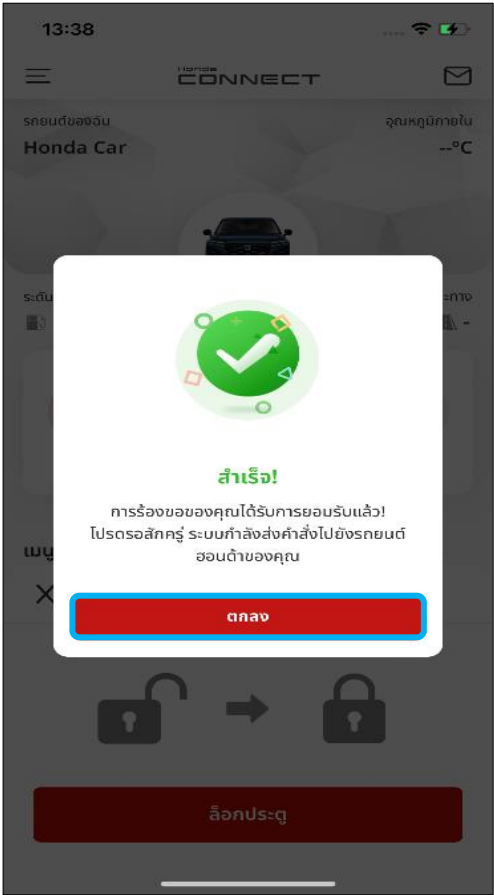 13:38
Honda
CONNECT
รถยนต์ของฉัน
อุณหภูมิภายใน
Honda Car
--°C
สำเร็จ!
การร้องขอของคุณได้รับการยอมรับแล้ว!
โปรดรอสักครู่ ระบบกำลังส่งคำสั่งไปยังรถยนต์
ฮอนด้าของคุณ
เมนู
ตกลง
ล็อกประตู